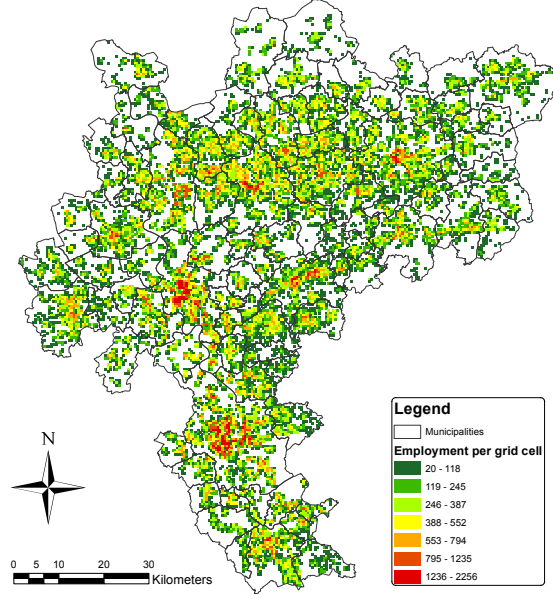 N
0 5 10 20 30
Kilometers
Legend
Municipalities
Employment per grid cell
20 - 118
119 - 245
246 - 387
388 - 552
553 - 794
795 - 1235
1236 - 2256